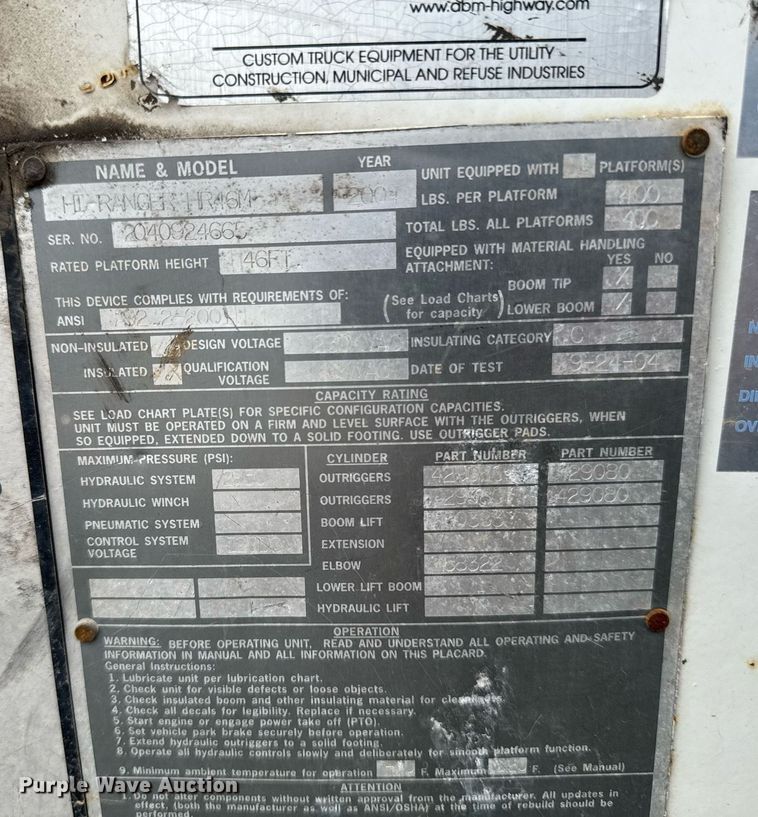 www.abm-highway.com
CUSTOM TRUCK EQUIPMENT FOR THE UTILITY
CONSTRUCTION, MUNICIPAL AND REFUSE INDUSTRIES
NAME & MODEL YEAR
HI-RANGER HR46M
UNIT EQUIPPED WITH 1 PLATFORM(S)
LBS. PER PLATFORM 400
TOTAL LBS. ALL PLATFORMS 400
SER. NO. 2040924665
RATED PLATFORM HEIGHT 46FT
EQUIPPED WITH MATERIAL HANDLING
ATTACHMENT: YES NO
BOOM TIP X
LOWER BOOM X
THIS DEVICE COMPLIES WITH REQUIREMENTS OF:
ANSI
(See Load Charts
for capacity)
NON-INSULATED DESIGN VOLTAGE
INSULATING CATEGORY C
INSULATED QUALIFICATION
VOLTAGE
DATE OF TEST 9-24-04
CAPACITY RATING
SEE LOAD CHART PLATE(S) FOR SPECIFIC CONFIGURATION CAPACITIES.
UNIT MUST BE OPERATED ON A FIRM AND LEVEL SURFACE WITH THE OUTRIGGERS, WHEN
SO EQUIPPED, EXTENDED DOWN TO A SOLID FOOTING. USE OUTRIGGER PADS.
MAXIMUM PRESSURE (PSI): CYLINDER PART NUMBER PART NUMBER
HYDRAULIC SYSTEM OUTRIGGERS 429080
HYDRAULIC WINCH OUTRIGGERS 429080
PNEUMATIC SYSTEM BOOM LIFT
CONTROL SYSTEM
VOLTAGE
EXTENSION
ELBOW
LOWER LIFT BOOM
HYDRAULIC LIFT
OPERATION
WARNING: BEFORE OPERATING UNIT, READ AND UNDERSTAND ALL OPERATING AND SAFETY
INFORMATION IN MANUAL AND ALL INFORMATION ON THIS PLACARD.
General Instructions:
1. Lubricate unit per lubrication chart.
2. Check unit for visible defects or loose objects.
3. Check insulated boom and other insulating material for
4. Check all decals for legibility. Replace if necessary.
5. Start engine or engage power take off (PTO).
6. Set vehicle park brake securely before operation.
7. Extend hydraulic outriggers to a solid footing.
8. Operate all hydraulic controls slowly and deliberately for smooth platform function.
9. Minimum ambient temperature for operation F. Maximum F. (See Manual)
ATTENTION
1. Do not alter components without written approval from the manufacturer. All updates in
effect, (both the manufacturer as well as ANSI/OSHA) at the time of rebuild should be
performed.
Purple Wave Auction